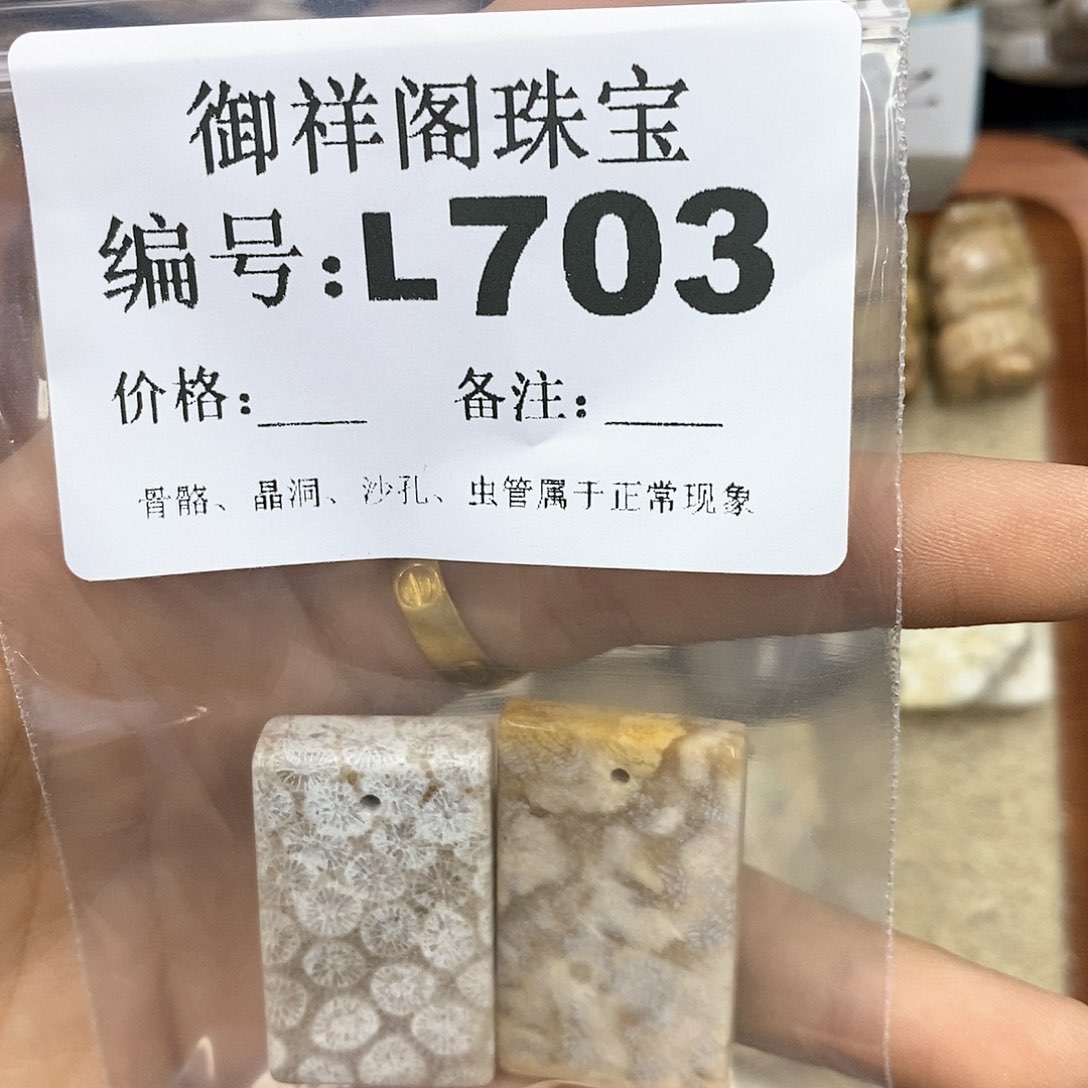 御祥阁珠宝
编号:L703
价格:____ 备注:____
骨骼、晶洞、沙孔、虫管属于正常现象